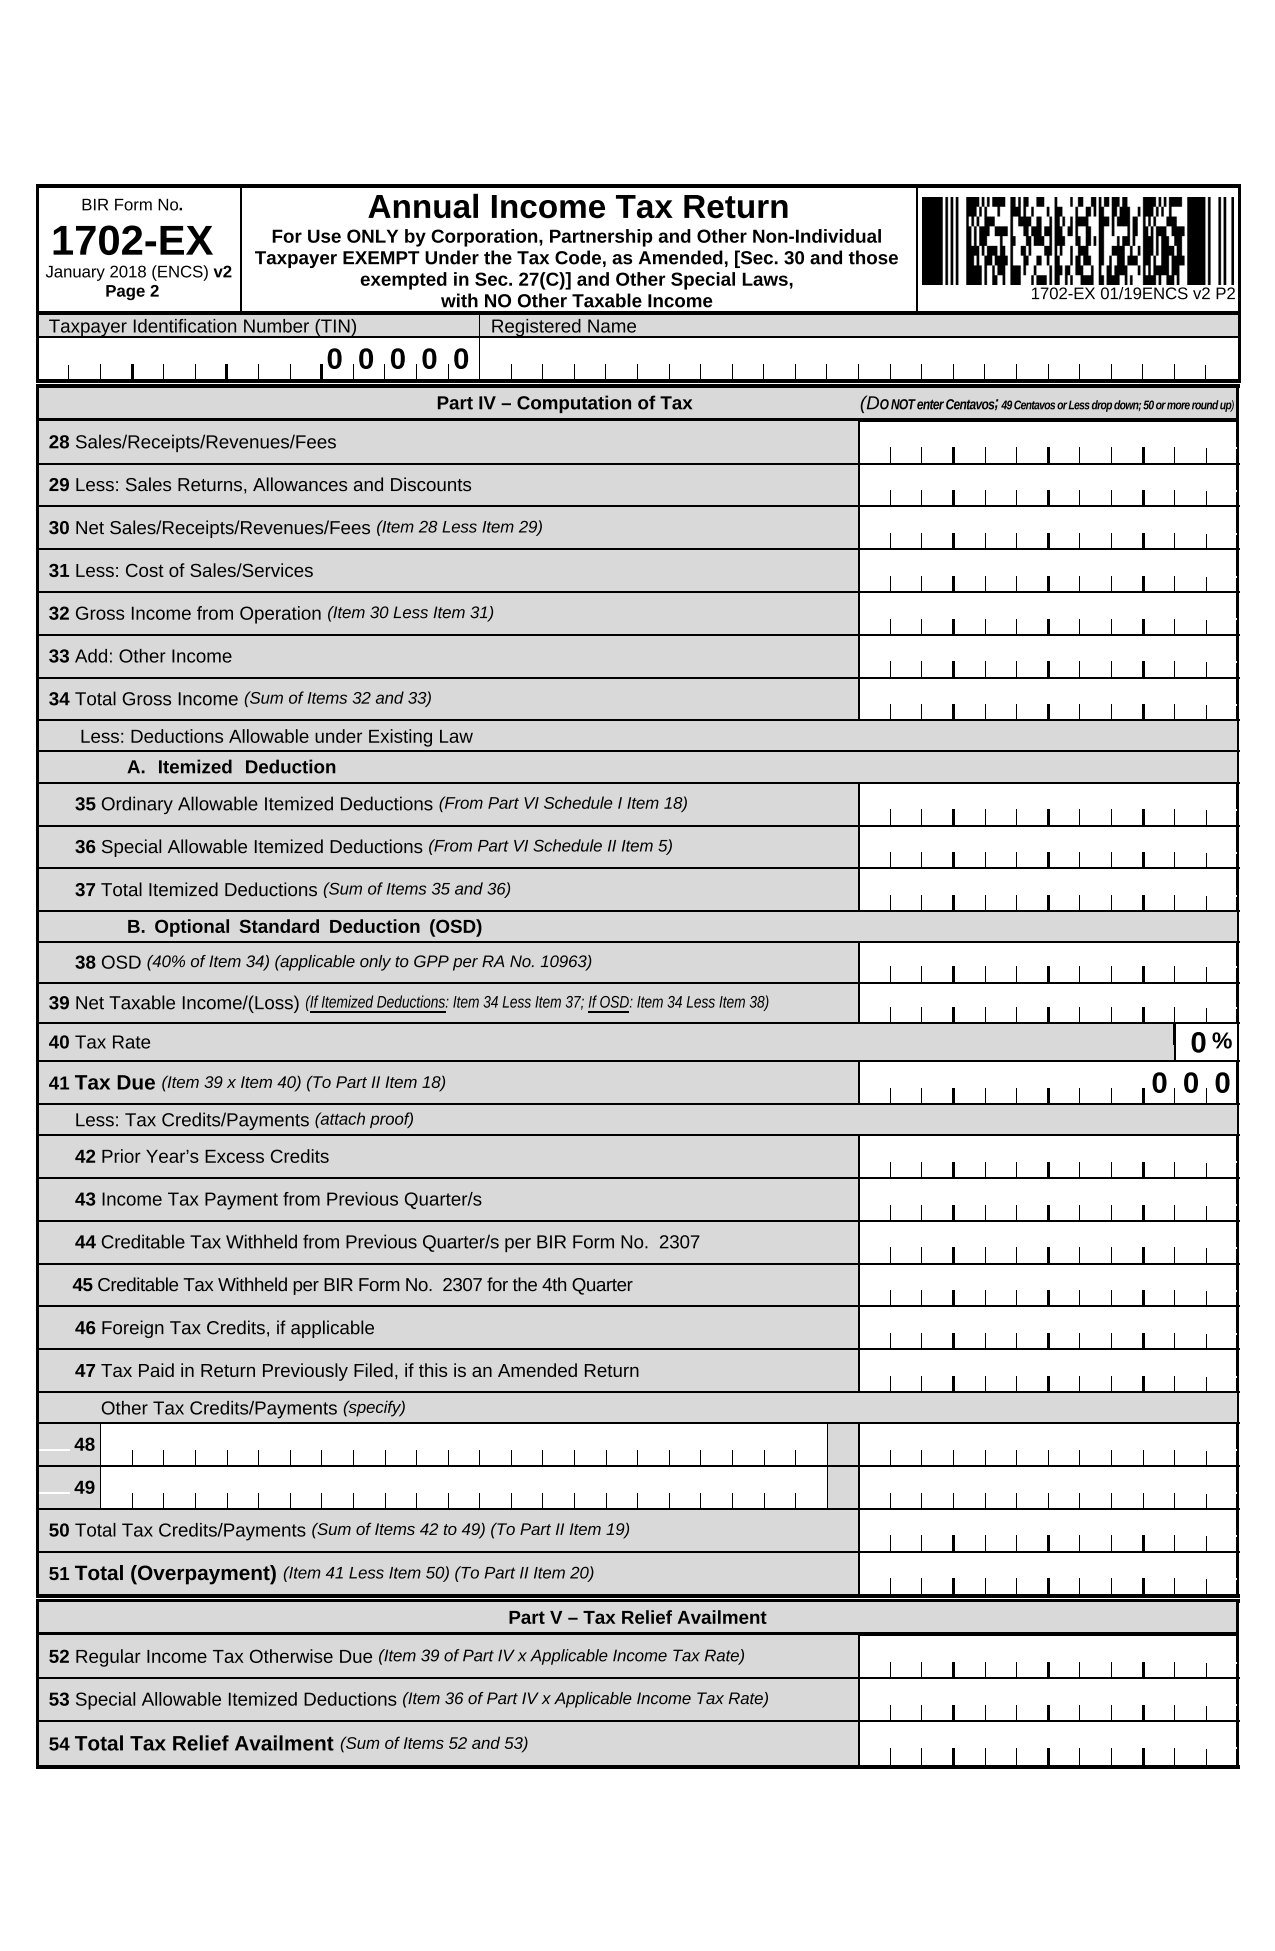 BIR Form No.
1702-EX
January 2018 (ENCS) v2
Page 2
Annual Income Tax Return
For Use ONLY by Corporation, Partnership and Other Non-Individual
Taxpayer EXEMPT Under the Tax Code, as Amended, [Sec. 30 and those
exempted in Sec. 27(C)] and Other Special Laws,
with NO Other Taxable Income
1702-EX 01/19ENCS v2 P2
Taxpayer Identification Number (TIN)
Registered Name
0 0 0 0 0
Part IV – Computation of Tax
(DO NOT enter Centavos; 49 Centavos or Less drop down; 50 or more round up)
28 Sales/Receipts/Revenues/Fees
29 Less: Sales Returns, Allowances and Discounts
30 Net Sales/Receipts/Revenues/Fees (Item 28 Less Item 29)
31 Less: Cost of Sales/Services
32 Gross Income from Operation (Item 30 Less Item 31)
33 Add: Other Income
34 Total Gross Income (Sum of Items 32 and 33)
Less: Deductions Allowable under Existing Law
A. Itemized Deduction
35 Ordinary Allowable Itemized Deductions (From Part VI Schedule I Item 18)
36 Special Allowable Itemized Deductions (From Part VI Schedule II Item 5)
37 Total Itemized Deductions (Sum of Items 35 and 36)
B. Optional Standard Deduction (OSD)
38 OSD (40% of Item 34) (applicable only to GPP per RA No. 10963)
39 Net Taxable Income/(Loss) (If Itemized Deductions: Item 34 Less Item 37; If OSD: Item 34 Less Item 38)
40 Tax Rate
0 %
41 Tax Due (Item 39 x Item 40) (To Part II Item 18)
0 0 0
Less: Tax Credits/Payments (attach proof)
42 Prior Year’s Excess Credits
43 Income Tax Payment from Previous Quarter/s
44 Creditable Tax Withheld from Previous Quarter/s per BIR Form No. 2307
45 Creditable Tax Withheld per BIR Form No. 2307 for the 4th Quarter
46 Foreign Tax Credits, if applicable
47 Tax Paid in Return Previously Filed, if this is an Amended Return
Other Tax Credits/Payments (specify)
48
49
50 Total Tax Credits/Payments (Sum of Items 42 to 49) (To Part II Item 19)
51 Total (Overpayment) (Item 41 Less Item 50) (To Part II Item 20)
Part V – Tax Relief Availment
52 Regular Income Tax Otherwise Due (Item 39 of Part IV x Applicable Income Tax Rate)
53 Special Allowable Itemized Deductions (Item 36 of Part IV x Applicable Income Tax Rate)
54 Total Tax Relief Availment (Sum of Items 52 and 53)